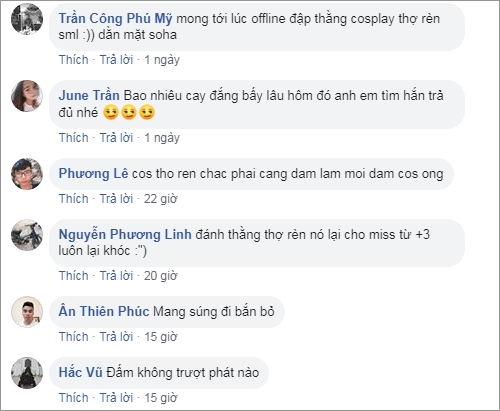 Trần Công Phú Mỹ mong tới lúc offline đập thằng cosplay thợ rèn
sml :)) dằn mặt soha
Thích · Trả lời · 1 ngày
June Trần Bao nhiêu cay đắng bấy lâu hôm đó anh em tìm hắn trả
đủ nhé 😏😏😏
Thích · Trả lời · 1 ngày
Phương Lê cos tho ren chac phai cang dam lam moi dam cos ong
Thích · Trả lời · 22 giờ
Nguyễn Phương Linh đánh thằng thợ rèn nó lại cho miss từ +3
luôn lại khóc :")
Thích · Trả lời · 20 giờ
Ân Thiên Phúc Mang súng đi bắn bỏ
Thích · Trả lời · 15 giờ
Hắc Vũ Đấm không trượt phát nào
Thích · Trả lời · 15 giờ